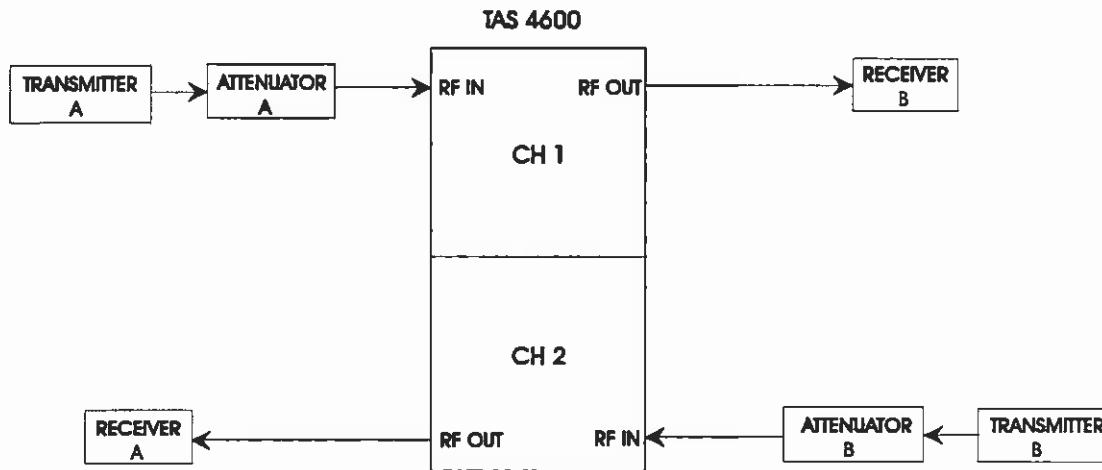 TAS 4600
TRANSMITTER
A
ATTENUATOR
A
RF IN
RF OUT
RECEIVER
B
CH 1
CH 2
RECEIVER
A
RF OUT
RF IN
ATTENUATOR
B
TRANSMITTER
B